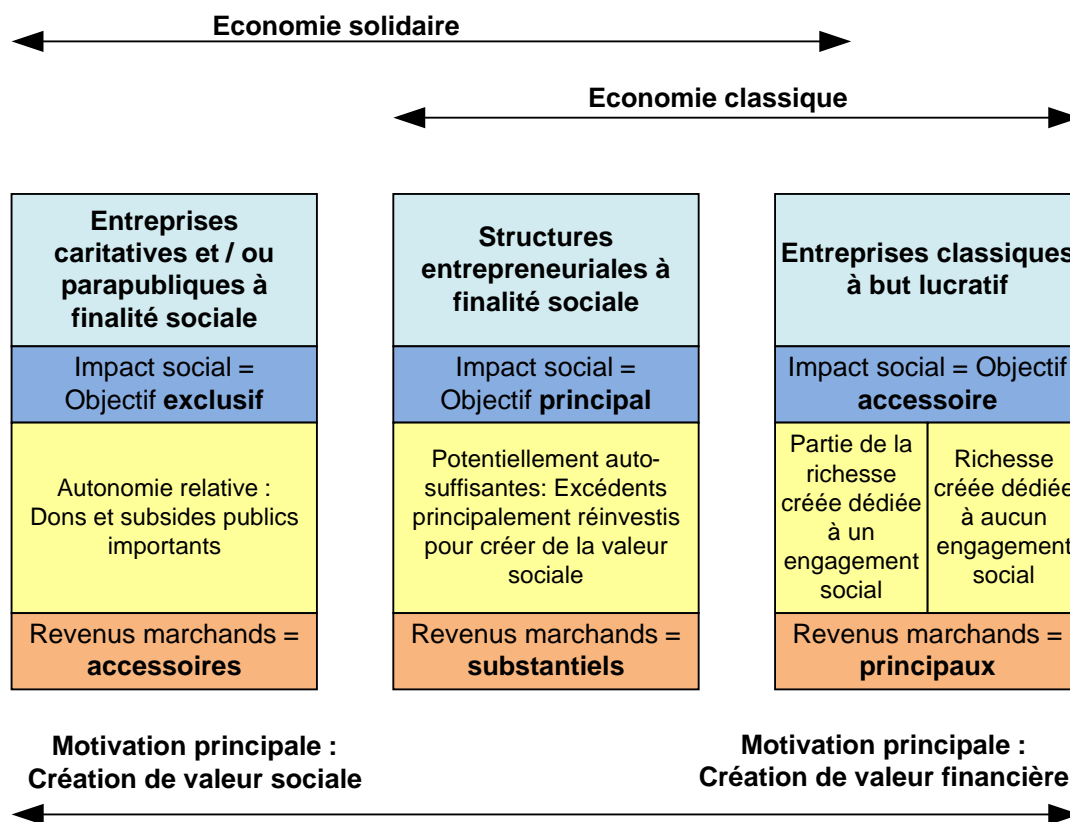 Economie solidaire
Economie classique
Entreprises
caritatives et / ou
parapubliques à
finalité sociale
Impact social =
Objectif exclusif
Autonomie relative :
Dons et subsides publics
importants
Revenus marchands =
accessoires
Structures
entrepreneuriales à
finalité sociale
Impact social =
Objectif principal
Potentiellement auto-
suffisantes: Excédents
principalement réinvestis
pour créer de la valeur
sociale
Revenus marchands =
substantiels
Entreprises classiques
à but lucratif
Impact social = Objectif
accessoire
Partie de la
richesse
créée dédiée
à un
engagement
social
Richesse
créée dédiée
à aucun
engagement
social
Revenus marchands =
principaux
Motivation principale :
Création de valeur sociale
Motivation principale :
Création de valeur financière